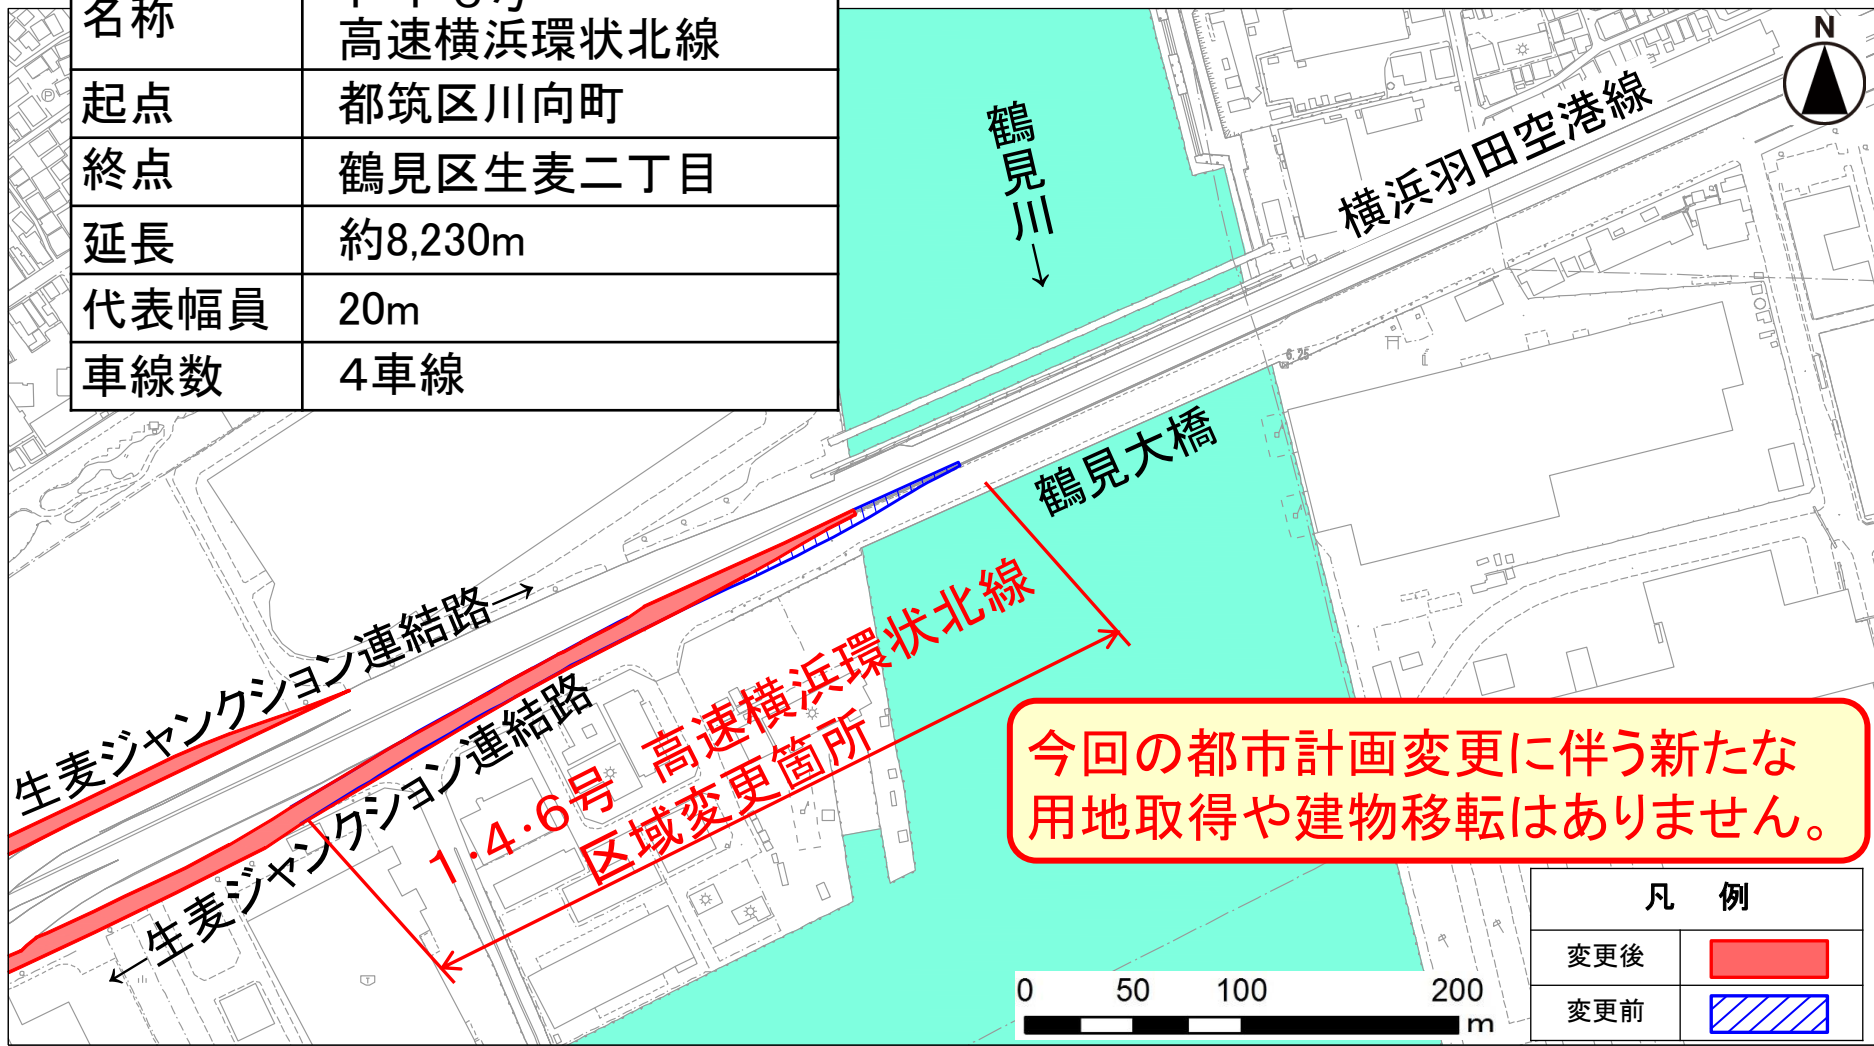 名称
高速横浜環状北線
起点
都筑区川向町
終点
鶴見区生麦二丁目
延長
約8,230m
代表幅員
20m
車線数
4車線
N
鶴見川→
横浜羽田空港線
6.25
鶴見大橋
生麦ジャンクション連結路→
←生麦ジャンクション連結路
1・4・6号 高速横浜環状北線
区域変更箇所
今回の都市計画変更に伴う新たな
用地取得や建物移転はありません。
凡 例
変更後
変更前
0 50 100 200
m